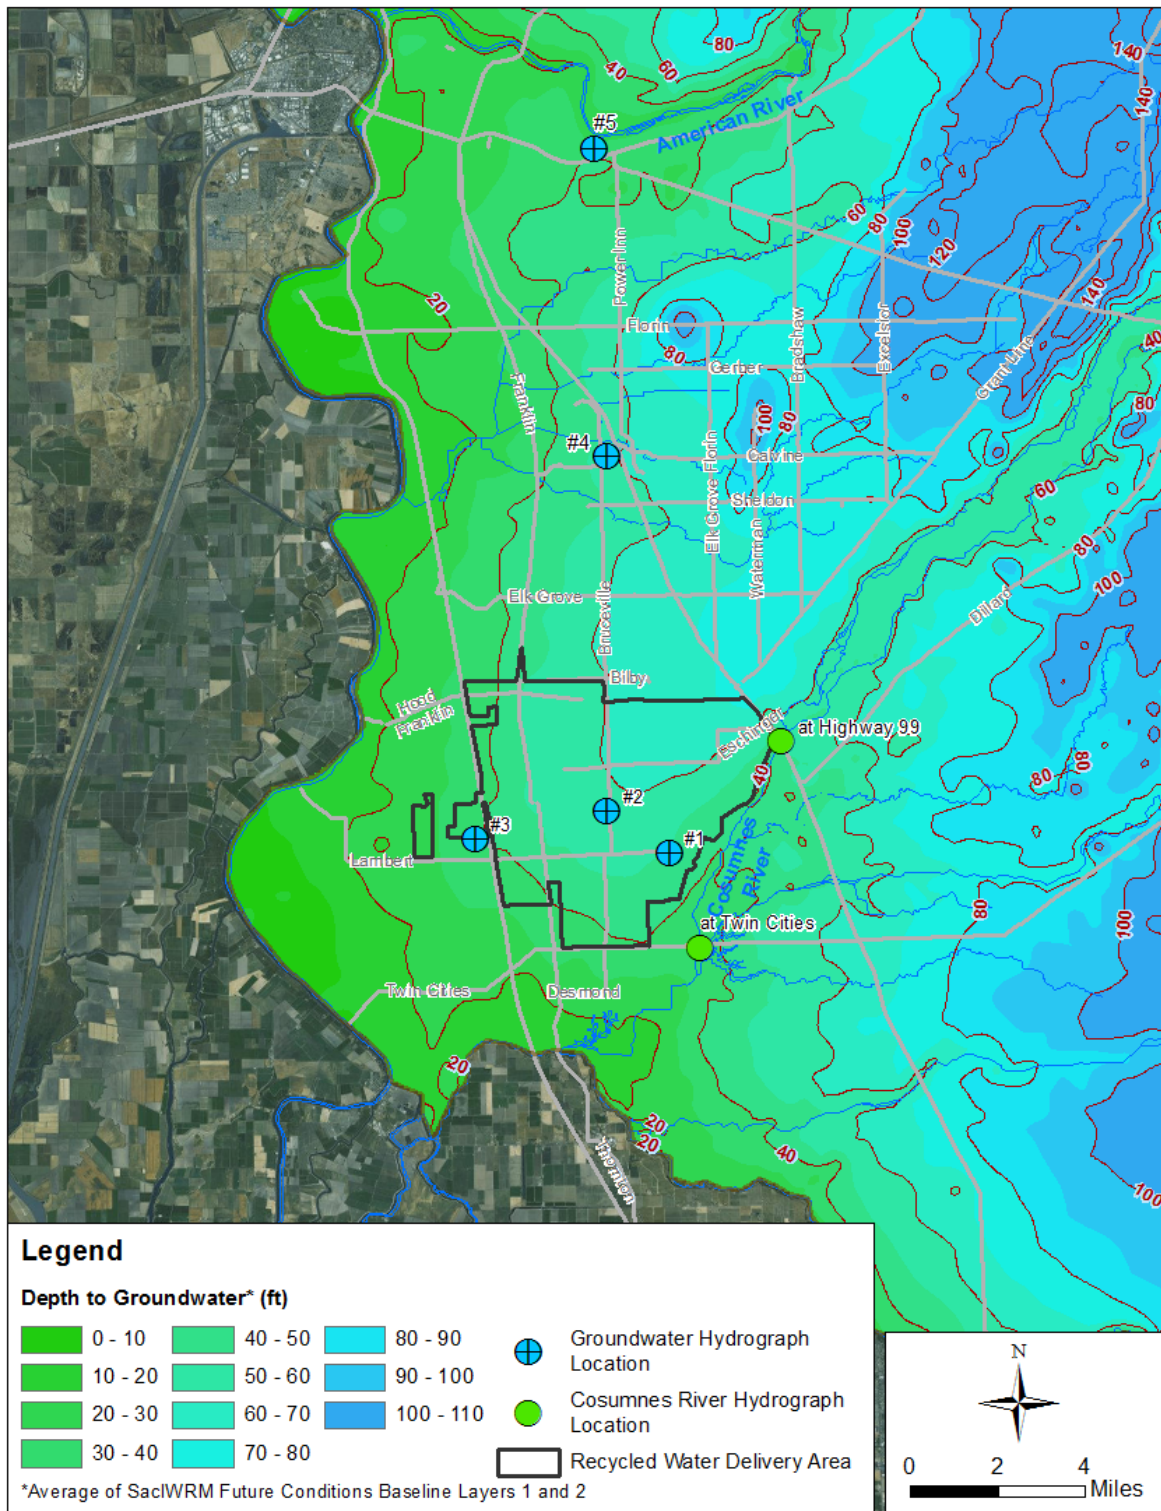 80
140
40
60
140
#5
American River
60
80
100
120
Power Inn
20
140
Florin
Bradshaw
Excelsior
40
80
Gerber
Grant Line
Franklin
80
100
80
#4
Calvine
Elk Grove Florin
60
Sheldon
Waterman
80
100
Elk Grove
Bruceville
Dillard
Bilby
Hood
Franklin
Eschinger
at Highway 99
40
80
80
#2
#3
#1
Lambert
Cosumnes
River
80
100
at Twin Cities
Twin Cities
Desmond
20
20
20
40
Thornton
100
Legend
Depth to Groundwater* (ft)
0 - 10
10 - 20
20 - 30
30 - 40
40 - 50
50 - 60
60 - 70
70 - 80
80 - 90
90 - 100
100 - 110
Groundwater Hydrograph
Location
Cosumnes River Hydrograph
Location
Recycled Water Delivery Area
*Average of SacIWRM Future Conditions Baseline Layers 1 and 2
N
0 2 4
Miles